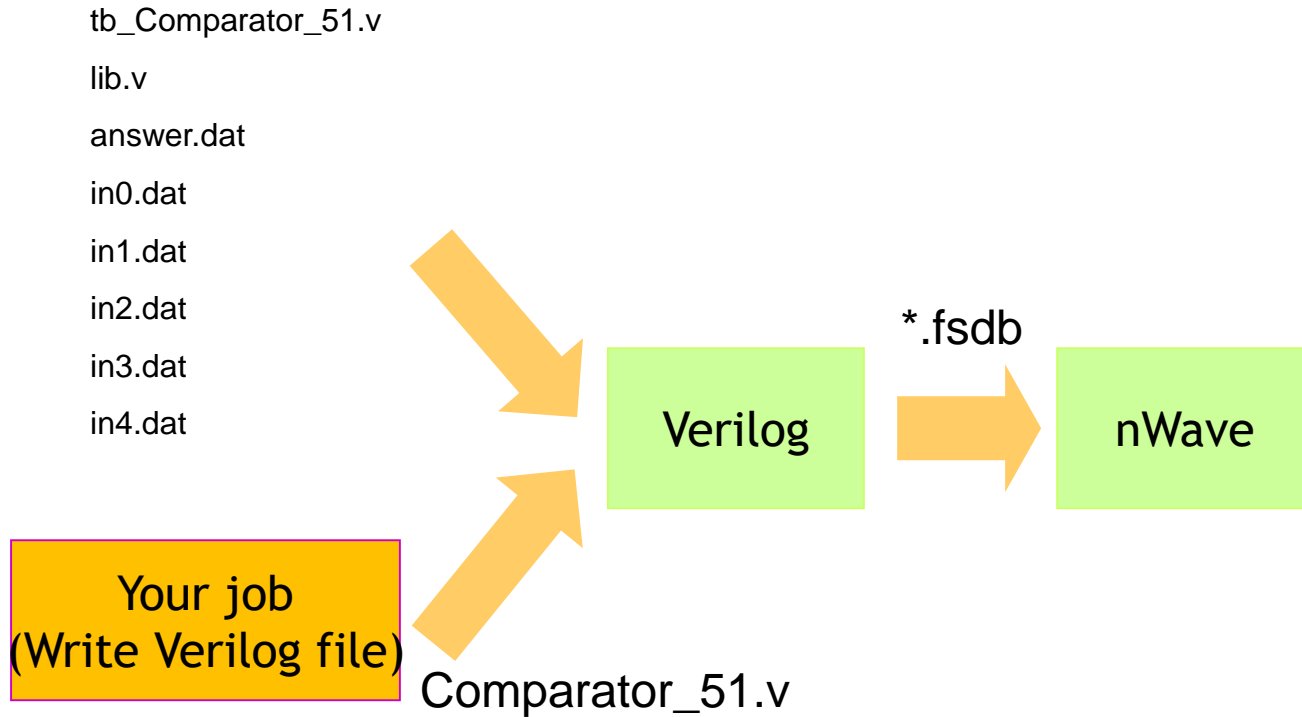 tb_Comparator_51.v
lib.v
answer.dat
in0.dat
in1.dat
in2.dat
in3.dat
in4.dat
*.fsdb
Verilog
nWave
Your job
(Write Verilog file)
Comparator_51.v